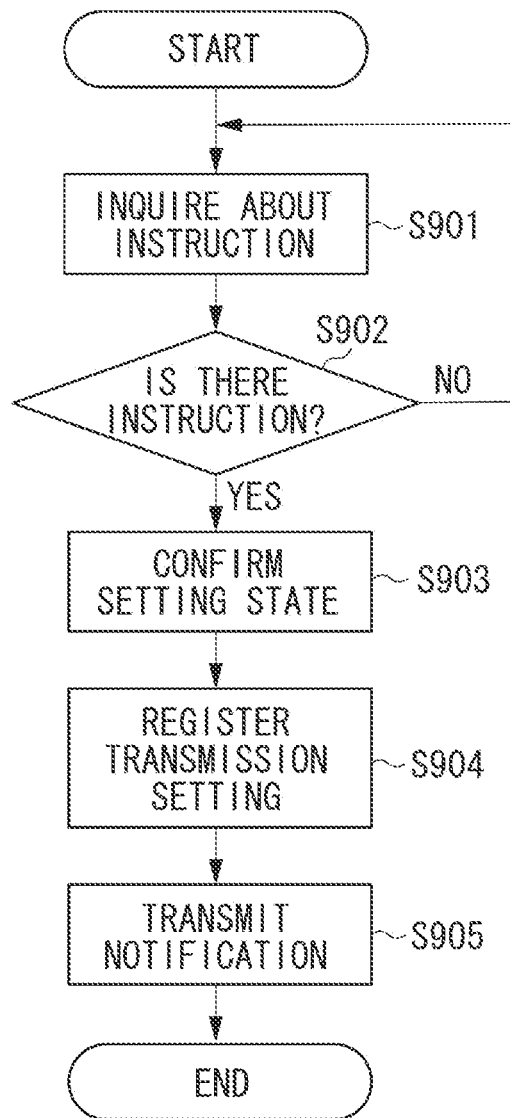 START
INQUIRE ABOUT
INSTRUCTION
S901
S902
IS THERE
INSTRUCTION?
NO
YES
CONFIRM
SETTING STATE
S903
REGISTER
TRANSMISSION
SETTING
S904
TRANSMIT
NOTIFICATION
S905
END